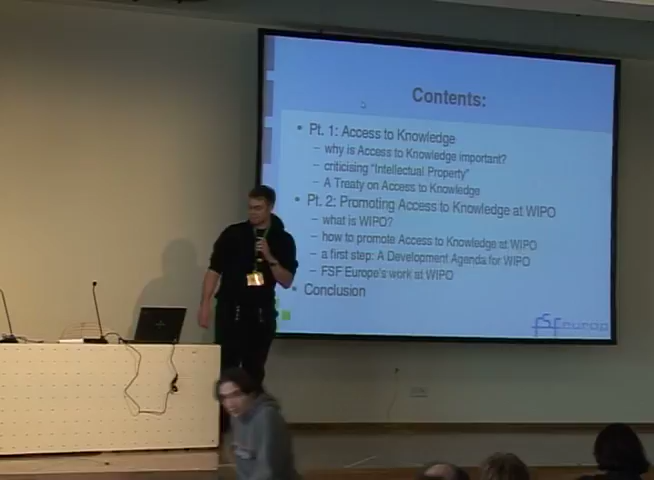 Contents:
• Pt. 1: Access to Knowledge
– why is Access to Knowledge important?
– criticising "Intellectual Property"
– A Treaty on Access to Knowledge
• Pt. 2: Promoting Access to Knowledge at WIPO
– what is WIPO?
– how to promote Access to Knowledge at WIPO
– a first step: A Development Agenda for WIPO
– FSF Europe's work at WIPO
• Conclusion
fsfeurope